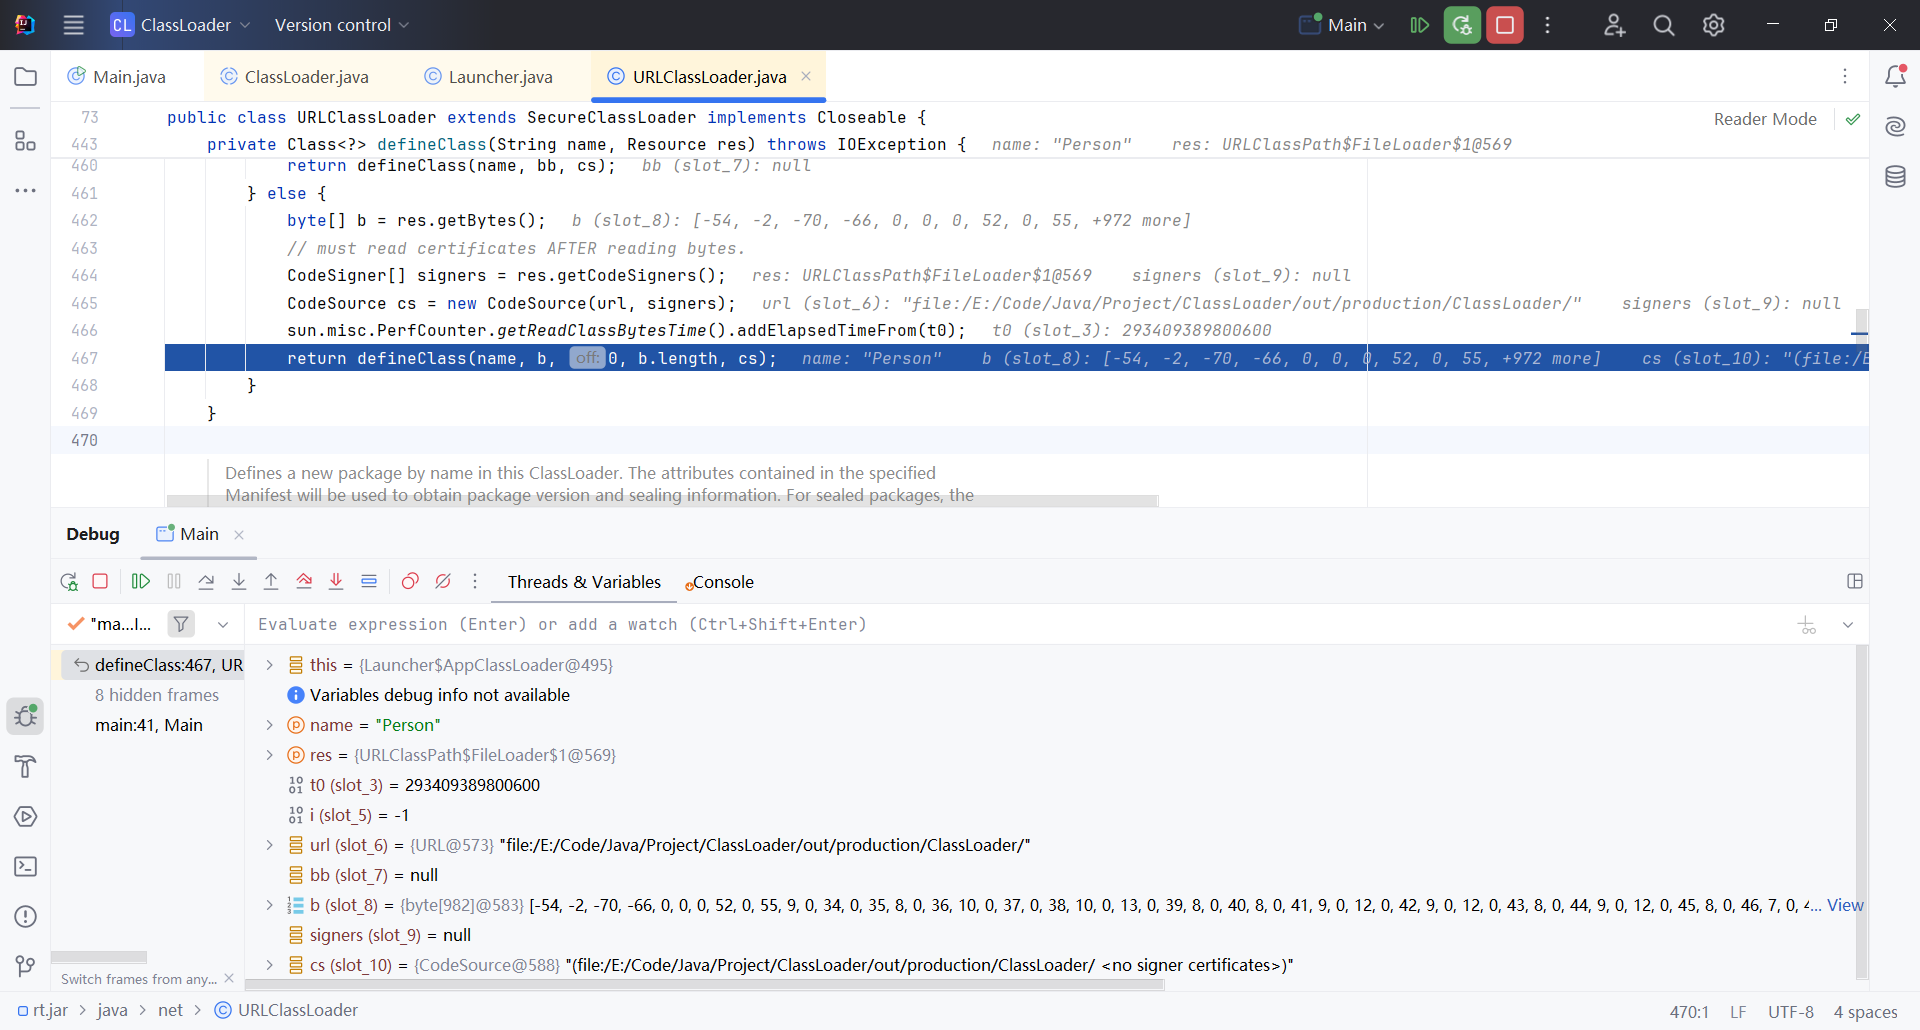 CL ClassLoader Version control Main
Main.java ClassLoader.java Launcher.java URLClassLoader.java
73 public class URLClassLoader extends SecureClassLoader implements Closeable { Reader Mode
443 private Class<?> defineClass(String name, Resource res) throws IOException { name: "Person" res: URLClassPath$FileLoader$1@569
460 return defineClass(name, bb, cs); bb (slot_7): null
461 } else {
462 byte[] b = res.getBytes(); b (slot_8): [-54, -2, -70, -66, 0, 0, 0, 52, 0, 55, +972 more]
463 // must read certificates AFTER reading bytes.
464 CodeSigner[] signers = res.getCodeSigners(); res: URLClassPath$FileLoader$1@569 signers (slot_9): null
465 CodeSource cs = new CodeSource(url, signers); url (slot_6): "file:/E:/Code/Java/Project/ClassLoader/out/production/ClassLoader/" signers (slot_9): null
466 sun.misc.PerfCounter.getReadClassBytesTime().addElapsedTimeFrom(t0); t0 (slot_3): 293409389800600
467 return defineClass(name, b, off: 0, b.length, cs); name: "Person" b (slot_8): [-54, -2, -70, -66, 0, 0, 0, 52, 0, 55, +972 more] cs (slot_10): "(file:/E
468 }
469 }
470
Defines a new package by name in this ClassLoader. The attributes contained in the specified
Manifest will be used to obtain package version and sealing information. For sealed packages, the
Debug Main
Threads & Variables Console
"ma...l... Evaluate expression (Enter) or add a watch (Ctrl+Shift+Enter)
defineClass:467, UR
8 hidden frames
main:41, Main
this = {Launcher$AppClassLoader@495}
Variables debug info not available
name = "Person"
res = {URLClassPath$FileLoader$1@569}
t0 (slot_3) = 293409389800600
i (slot_5) = -1
url (slot_6) = {URL@573} "file:/E:/Code/Java/Project/ClassLoader/out/production/ClassLoader/"
bb (slot_7) = null
b (slot_8) = {byte[982]@583} [-54, -2, -70, -66, 0, 0, 0, 52, 0, 55, 9, 0, 34, 0, 35, 8, 0, 36, 10, 0, 37, 0, 38, 10, 0, 13, 0, 39, 8, 0, 40, 8, 0, 41, 9, 0, 12, 0, 42, 9, 0, 12, 0, 43, 8, 0, 44, 9, 0, 12, 0, 45, 8, 0, 46, 7, 0, 4... View
signers (slot_9) = null
cs (slot_10) = {CodeSource@588} "(file:/E:/Code/Java/Project/ClassLoader/out/production/ClassLoader/ <no signer certificates>)"
Switch frames from any...
rt.jar > java > net > URLClassLoader 470:1 LF UTF-8 4 spaces